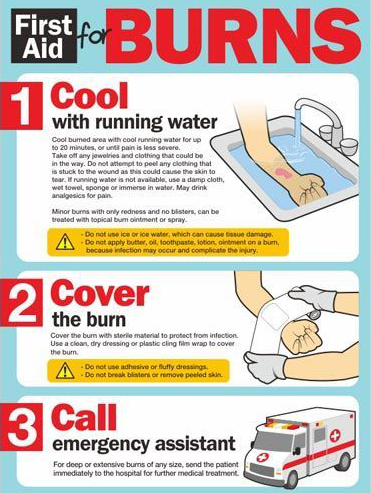 First
Aid
for
BURNS
1
Cool
with running water
Cool burned area with cool running water for up
to 20 minutes, or until pain is less severe.
Take off any jewelries and clothing that could be
in the way. Do not attempt to peel any clothing that
is stuck to the wound as this could cause the skin to
tear. If running water is not available, use a damp cloth,
wet towel, sponge or immerse in water. May drink
analgesics for pain.
Minor burns with only redness and no blisters, can be
treated with topical burn ointment or spray.
- Do not use ice or ice water, which can cause tissue damage.
- Do not apply butter, oil, toothpaste, lotion, ointment on a burn,
because infection may occur and complicate the injury.
2
Cover
the burn
Cover the burn with sterile material to protect from infection.
Use a clean, dry dressing or plastic cling film wrap to cover
the burn.
- Do not use adhesive or fluffy dressings.
- Do not break blisters or remove peeled skin.
3
Call
emergency assistant
For deep or extensive burns of any size, send the patient
immediately to the hospital for further medical treatment.